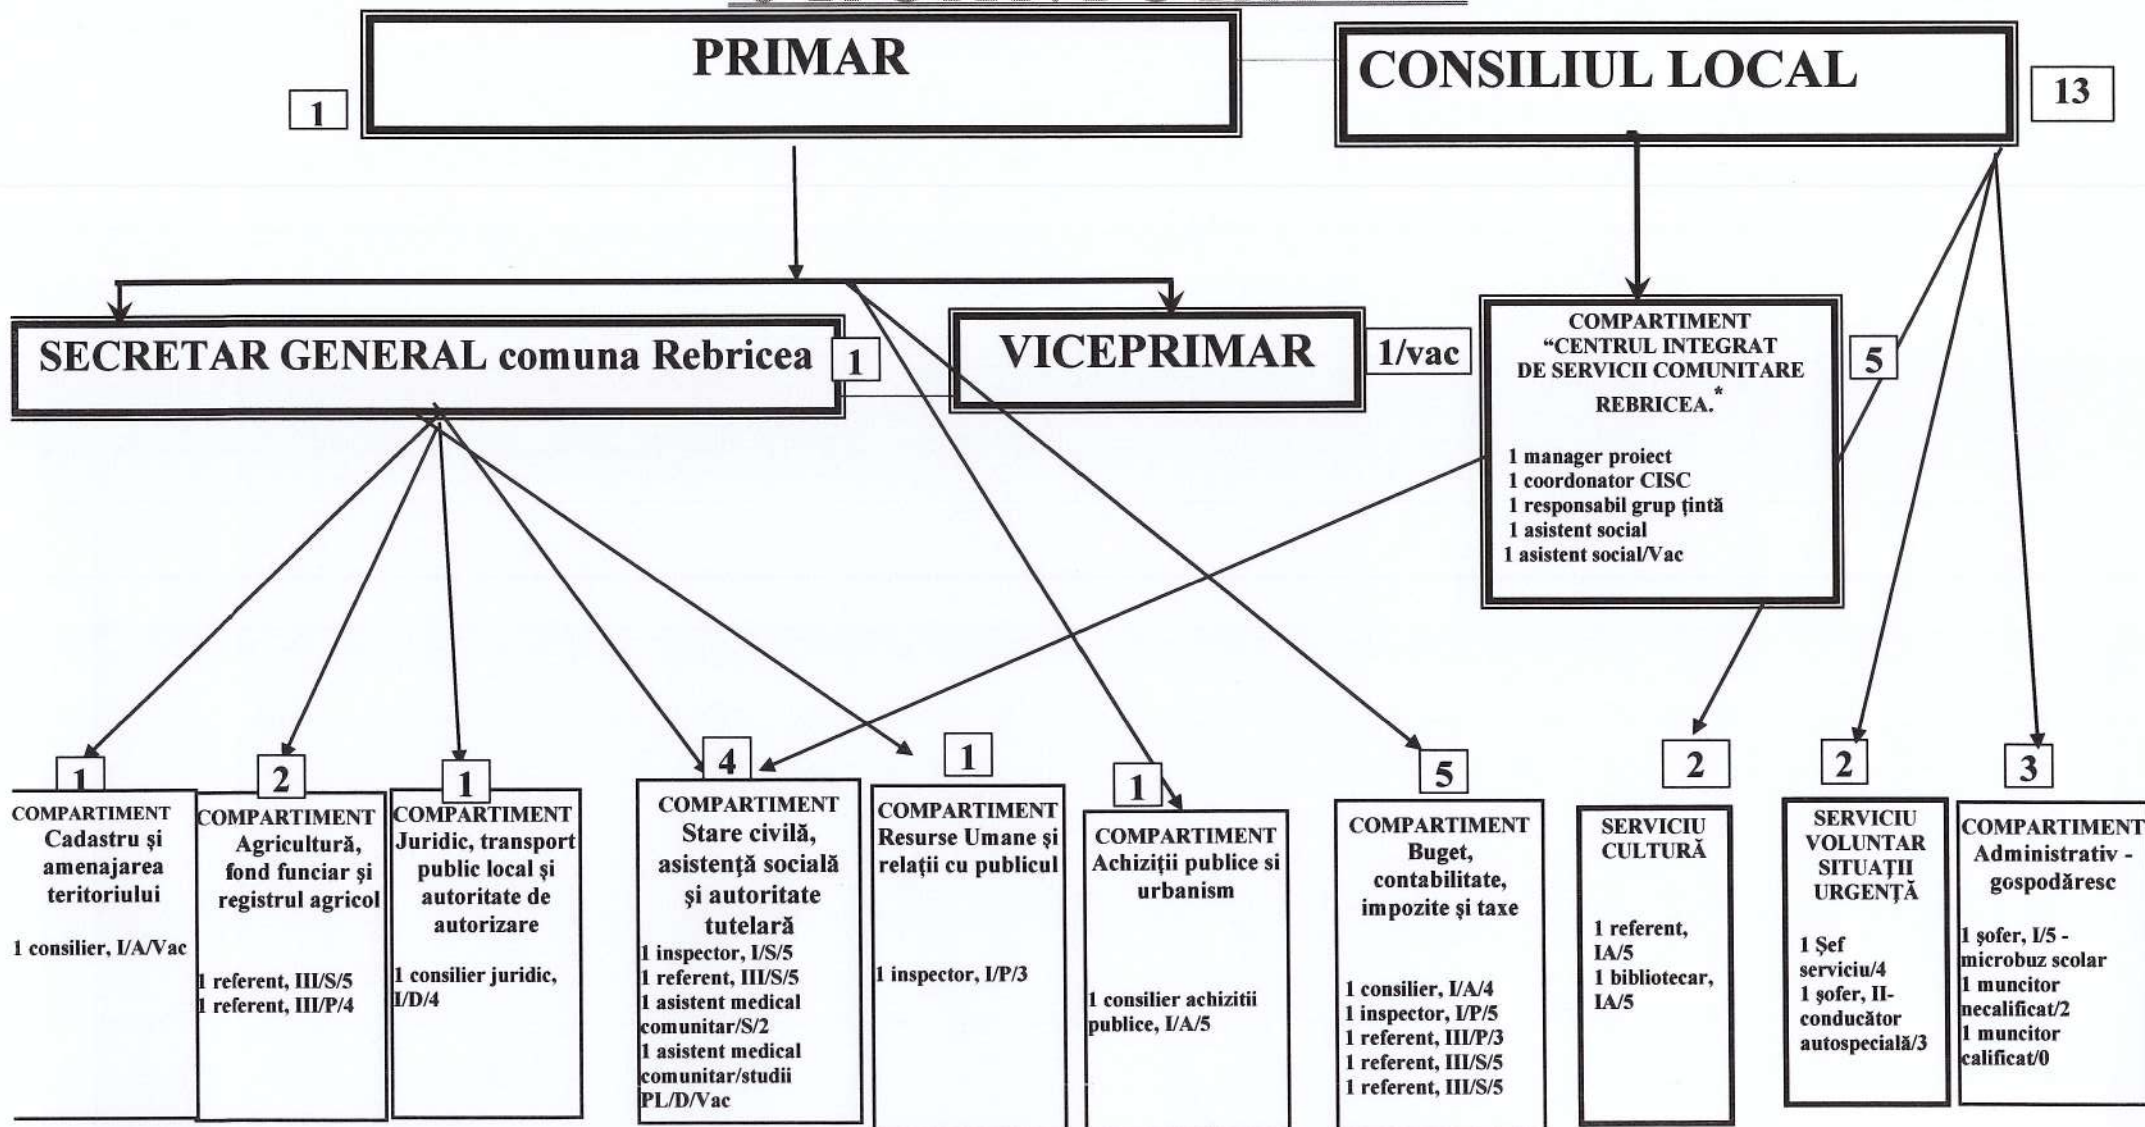 PRIMAR
1
CONSILIUL LOCAL
13
SECRETAR GENERAL comuna Rebricea
1
VICEPRIMAR
1/vac
COMPARTIMENT
“CENTRUL INTEGRAT
DE SERVICII COMUNITARE
REBRICEA.*
1 manager proiect
1 coordonator CISC
1 responsabil grup țintă
1 asistent social
1 asistent social/Vac
5
1
COMPARTIMENT
Cadastru și
amenajarea
teritoriului
1 consilier, I/A/Vac
2
COMPARTIMENT
Agricultură,
fond funciar și
registrul agricol
1 referent, III/S/5
1 referent, III/P/4
1
COMPARTIMENT
Juridic, transport
public local și
autoritate de
autorizare
1 consilier juridic,
I/D/4
4
COMPARTIMENT
Stare civilă,
asistență socială
și autoritate
tutelară
1 inspector, I/S/5
1 referent, III/S/5
1 asistent medical
comunitar/S/2
1 asistent medical
comunitar/studii
PL/D/Vac
1
COMPARTIMENT
Resurse Umane și
relații cu publicul
1 inspector, I/P/3
1
COMPARTIMENT
Achiziții publice si
urbanism
1 consilier achizitii
publice, I/A/5
5
COMPARTIMENT
Buget,
contabilitate,
impozite și taxe
1 consilier, I/A/4
1 inspector, I/P/5
1 referent, III/P/3
1 referent, III/S/5
1 referent, III/S/5
2
SERVICIU
CULTURĂ
1 referent,
IA/5
1 bibliotecar,
IA/5
2
SERVICIU
VOLUNTAR
SITUAȚII
URGENȚĂ
1 Șef
serviciu/4
1 șofer, II-
conducător
autospecială/3
3
COMPARTIMENT
Administrativ -
gospodăresc
1 șofer, I/5 -
microbuz scolar
1 muncitor
necalificat/2
1 muncitor
calificat/0